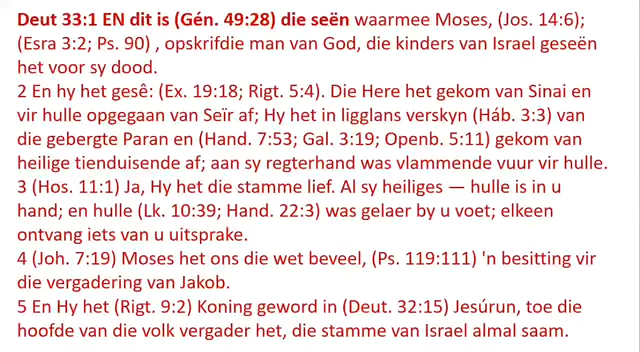 Deut 33:1 EN dit is (Gén. 49:28) die seën waarmee Moses, (Jos. 14:6);
(Esra 3:2; Ps. 90) , opskrifdie man van God, die kinders van Israel geseën
het voor sy dood.
2 En hy het gesê: (Ex. 19:18; Rigt. 5:4). Die Here het gekom van Sinai en
vir hulle opgegaan van Seïr af; Hy het in ligglans verskyn (Háb. 3:3) van
die gebergte Paran en (Hand. 7:53; Gal. 3:19; Openb. 5:11) gekom van
heilige tienduisende af; aan sy regterhand was vlammende vuur vir hulle.
3 (Hos. 11:1) Ja, Hy het die stamme lief. Al sy heiliges — hulle is in u
hand; en hulle (Lk. 10:39; Hand. 22:3) was gelaer by u voet; elkeen
ontvang iets van u uitsprake.
4 (Joh. 7:19) Moses het ons die wet beveel, (Ps. 119:111) 'n besitting vir
die vergadering van Jakob.
5 En Hy het (Rigt. 9:2) Koning geword in (Deut. 32:15) Jesúrun, toe die
hoofde van die volk vergader het, die stamme van Israel almal saam.